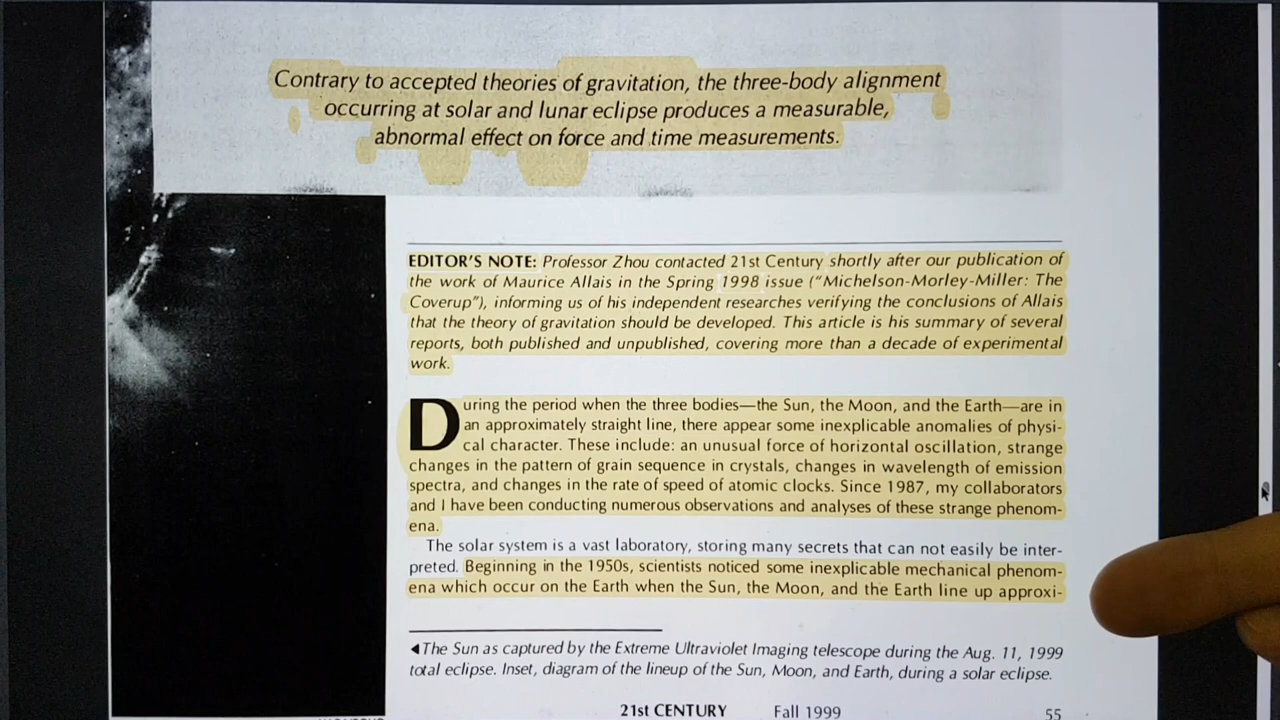 Contrary to accepted theories of gravitation, the three-body alignment
occurring at solar and lunar eclipse produces a measurable,
abnormal effect on force and time measurements.
EDITOR'S NOTE: Professor Zhou contacted 21st Century shortly after our publication of
the work of Maurice Allais in the Spring 1998 issue ("Michelson-Morley-Miller: The
Coverup"), informing us of his independent researches verifying the conclusions of Allais
that the theory of gravitation should be developed. This article is his summary of several
reports, both published and unpublished, covering more than a decade of experimental
work.
During the period when the three bodies—the Sun, the Moon, and the Earth—are in
an approximately straight line, there appear some inexplicable anomalies of physi-
cal character. These include: an unusual force of horizontal oscillation, strange
changes in the pattern of grain sequence in crystals, changes in wavelength of emission
spectra, and changes in the rate of speed of atomic clocks. Since 1987, my collaborators
and I have been conducting numerous observations and analyses of these strange phenom-
ena.
The solar system is a vast laboratory, storing many secrets that can not easily be inter-
preted. Beginning in the 1950s, scientists noticed some inexplicable mechanical phenom-
ena which occur on the Earth when the Sun, the Moon, and the Earth line up approxi-
◀The Sun as captured by the Extreme Ultraviolet Imaging telescope during the Aug. 11, 1999
total eclipse. Inset, diagram of the lineup of the Sun, Moon, and Earth, during a solar eclipse.
21st CENTURY Fall 1999 55